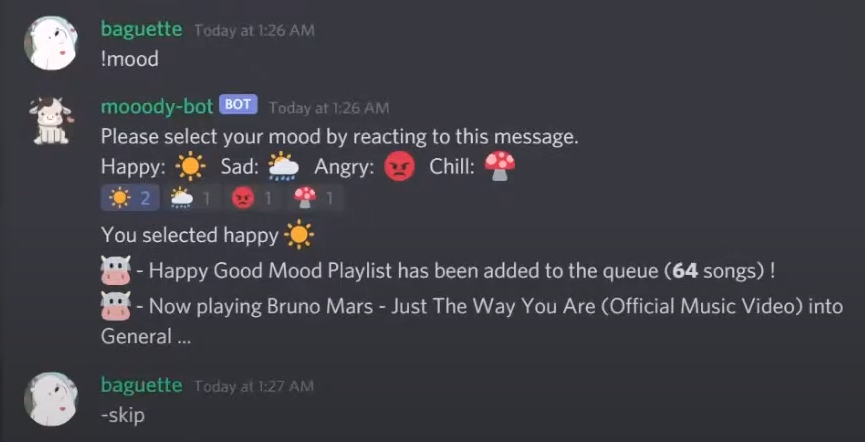 baguette Today at 1:26 AM
!mood
mooody-bot BOT Today at 1:26 AM
Please select your mood by reacting to this message.
Happy: ☀️ Sad: 🌦️ Angry: 😡 Chill: 🍄
☀️ 2 🌦️ 1 😡 1 🍄 1
You selected happy ☀️
🐮 - Happy Good Mood Playlist has been added to the queue (64 songs) !
🐮 - Now playing Bruno Mars - Just The Way You Are (Official Music Video) into
General ...
baguette Today at 1:27 AM
-skip